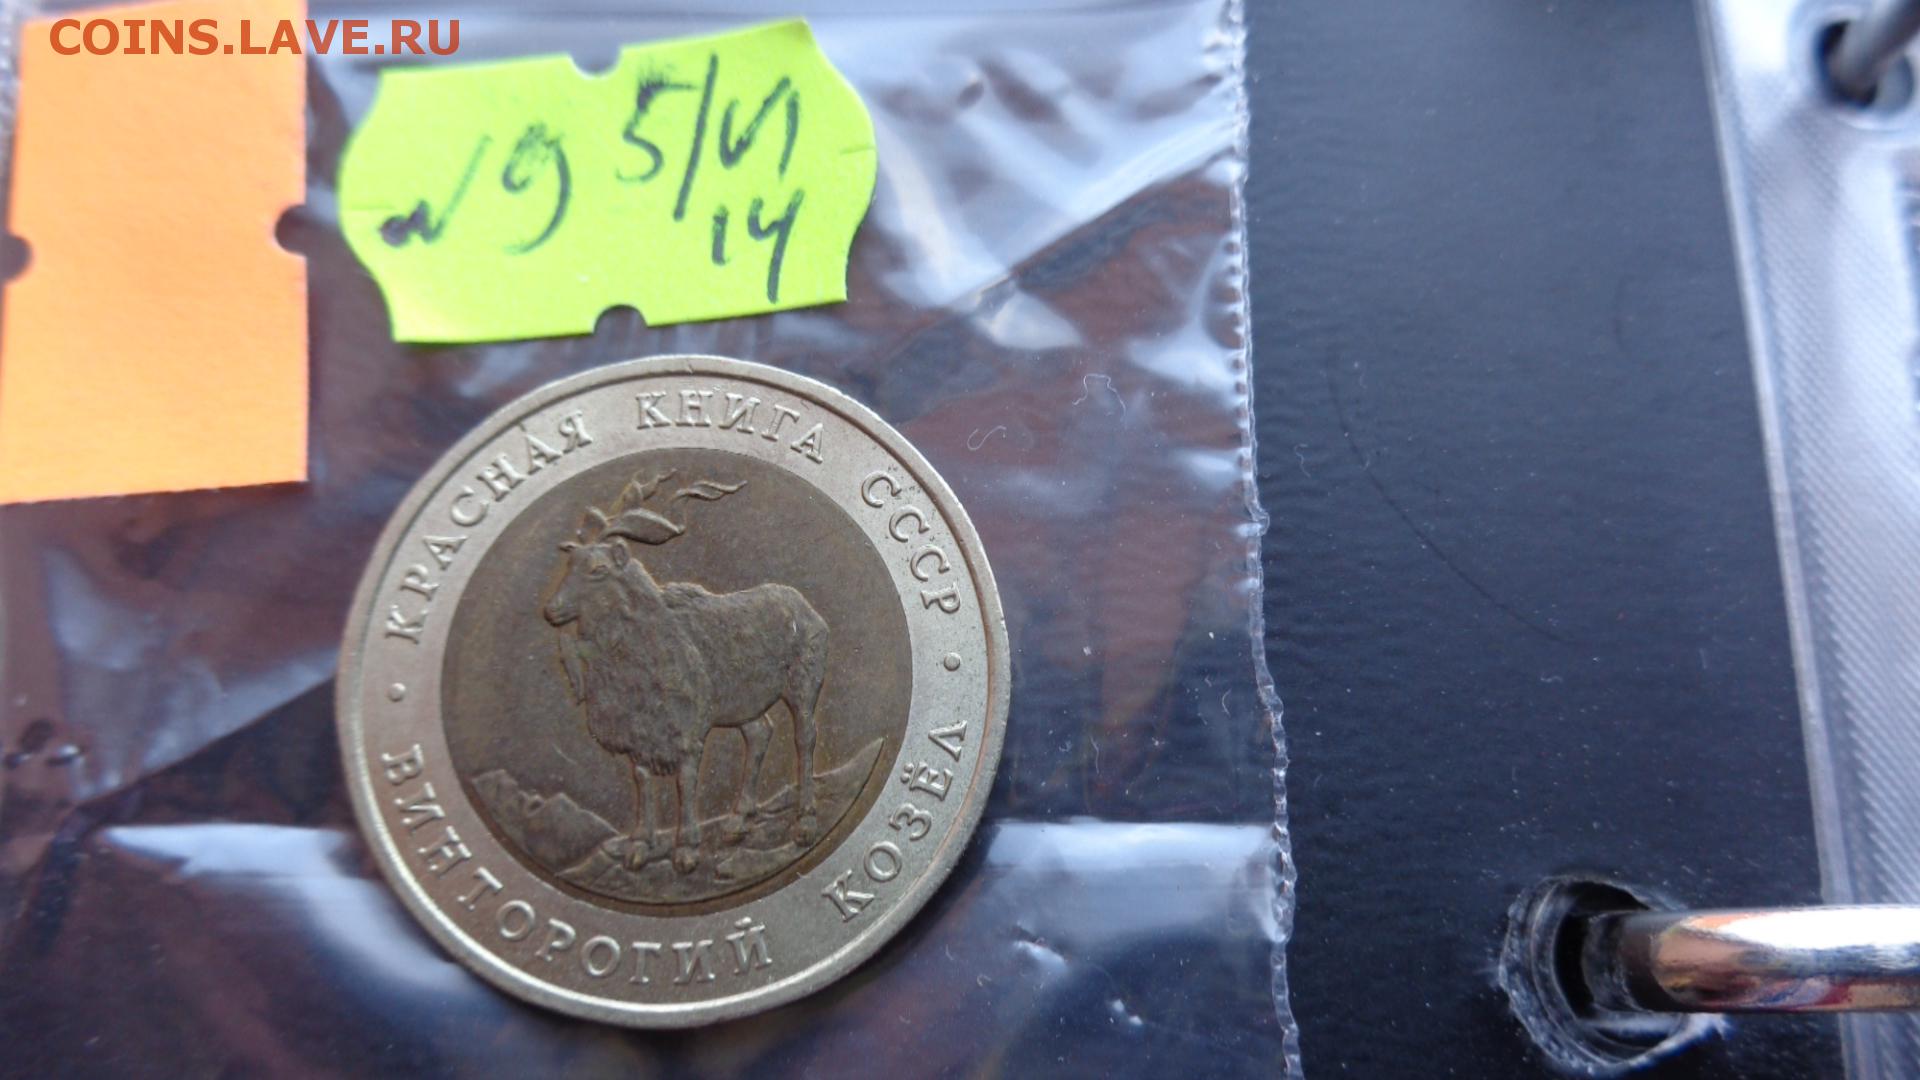 COINS.LAVE.RU
№9 5/VI
14
• КРАСНАЯ КНИГА СССР •
ВИНТОРОГИЙ КОЗЁЛ